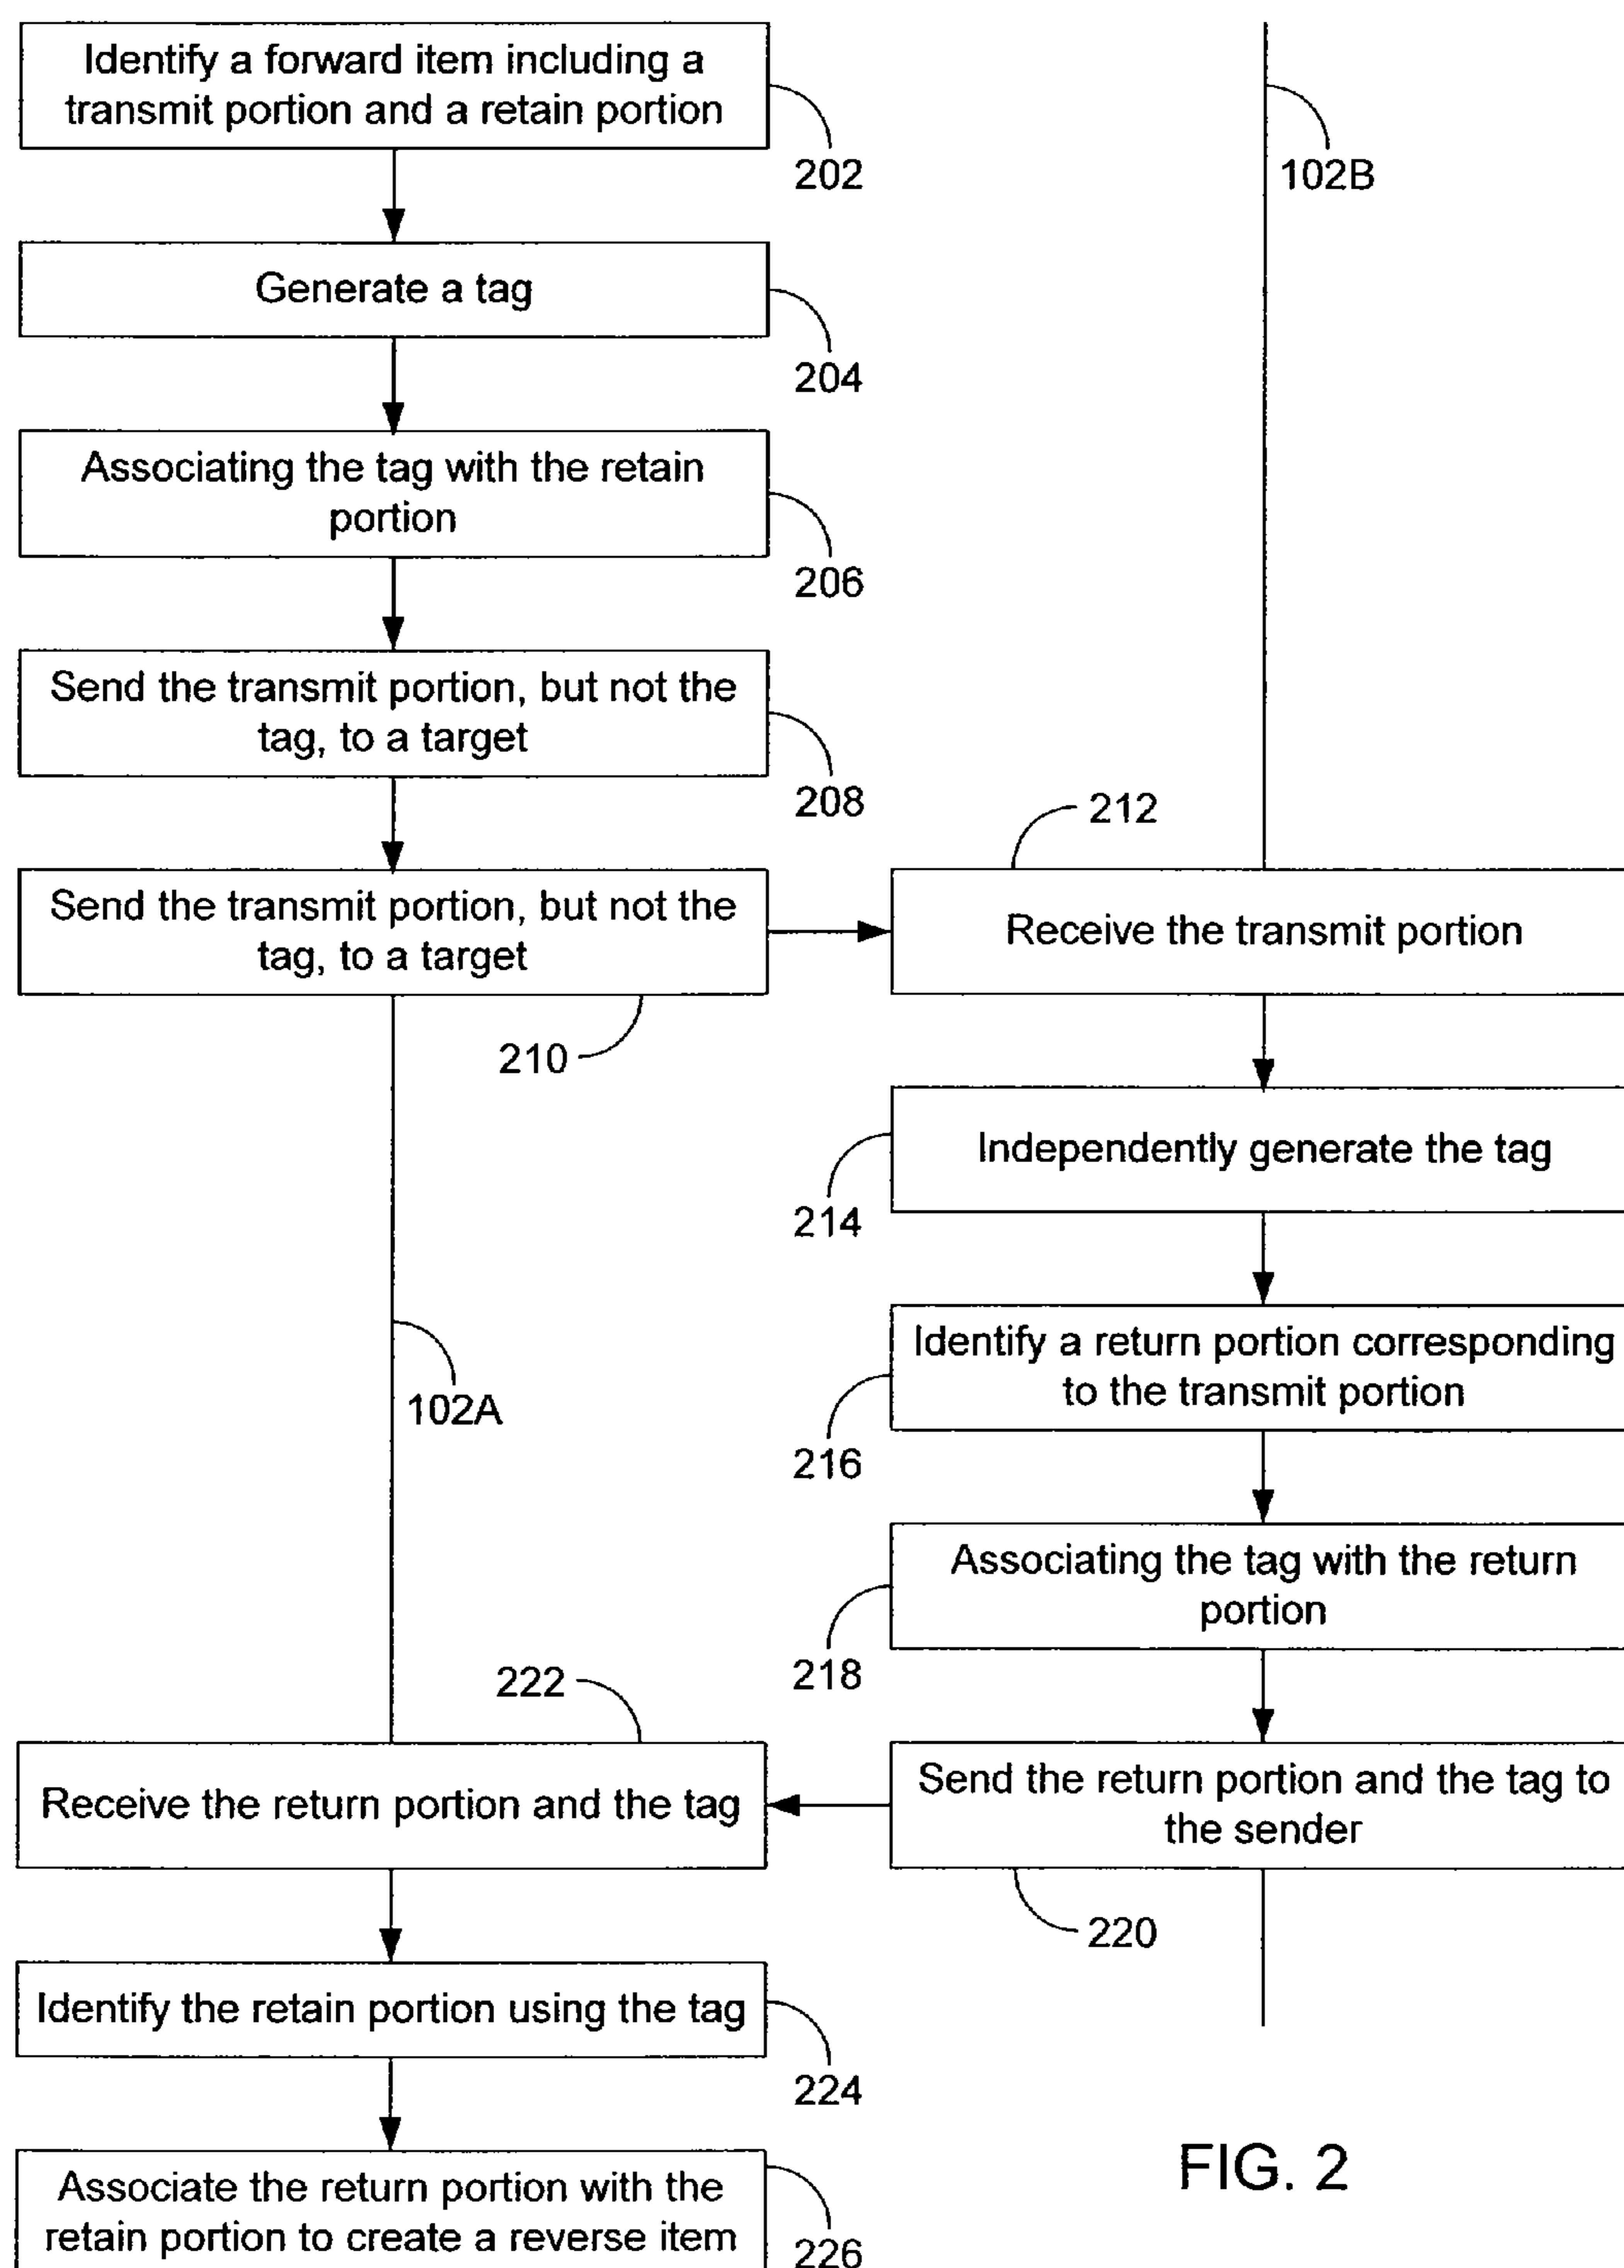 Identify a forward item including a
transmit portion and a retain portion
202
102B
Generate a tag
204
Associating the tag with the retain
portion
206
Send the transmit portion, but not the
tag, to a target
208
212
Send the transmit portion, but not the
tag, to a target
Receive the transmit portion
210
Independently generate the tag
214
Identify a return portion corresponding
to the transmit portion
102A
216
Associating the tag with the return
portion
218
222
Send the return portion and the tag to
the sender
Receive the return portion and the tag
220
Identify the retain portion using the tag
224
FIG. 2
Associate the return portion with the
retain portion to create a reverse item
226